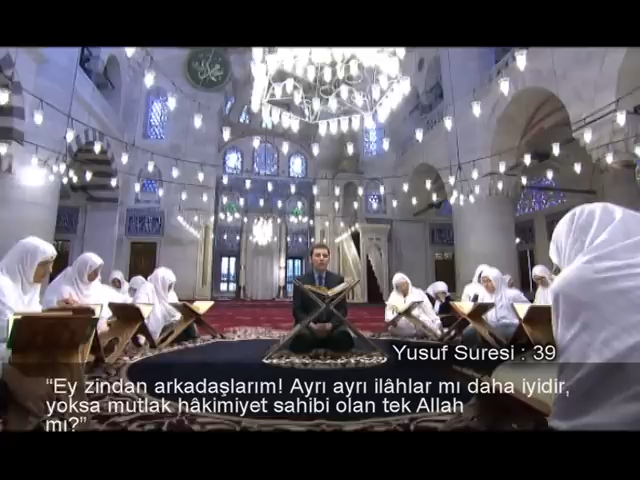 Yusuf Suresi : 39
“Ey zindan arkadaşlarım! Ayrı ayrı ilâhlar mı daha iyidir,
yoksa mutlak hâkimiyet sahibi olan tek Allah
mı?”